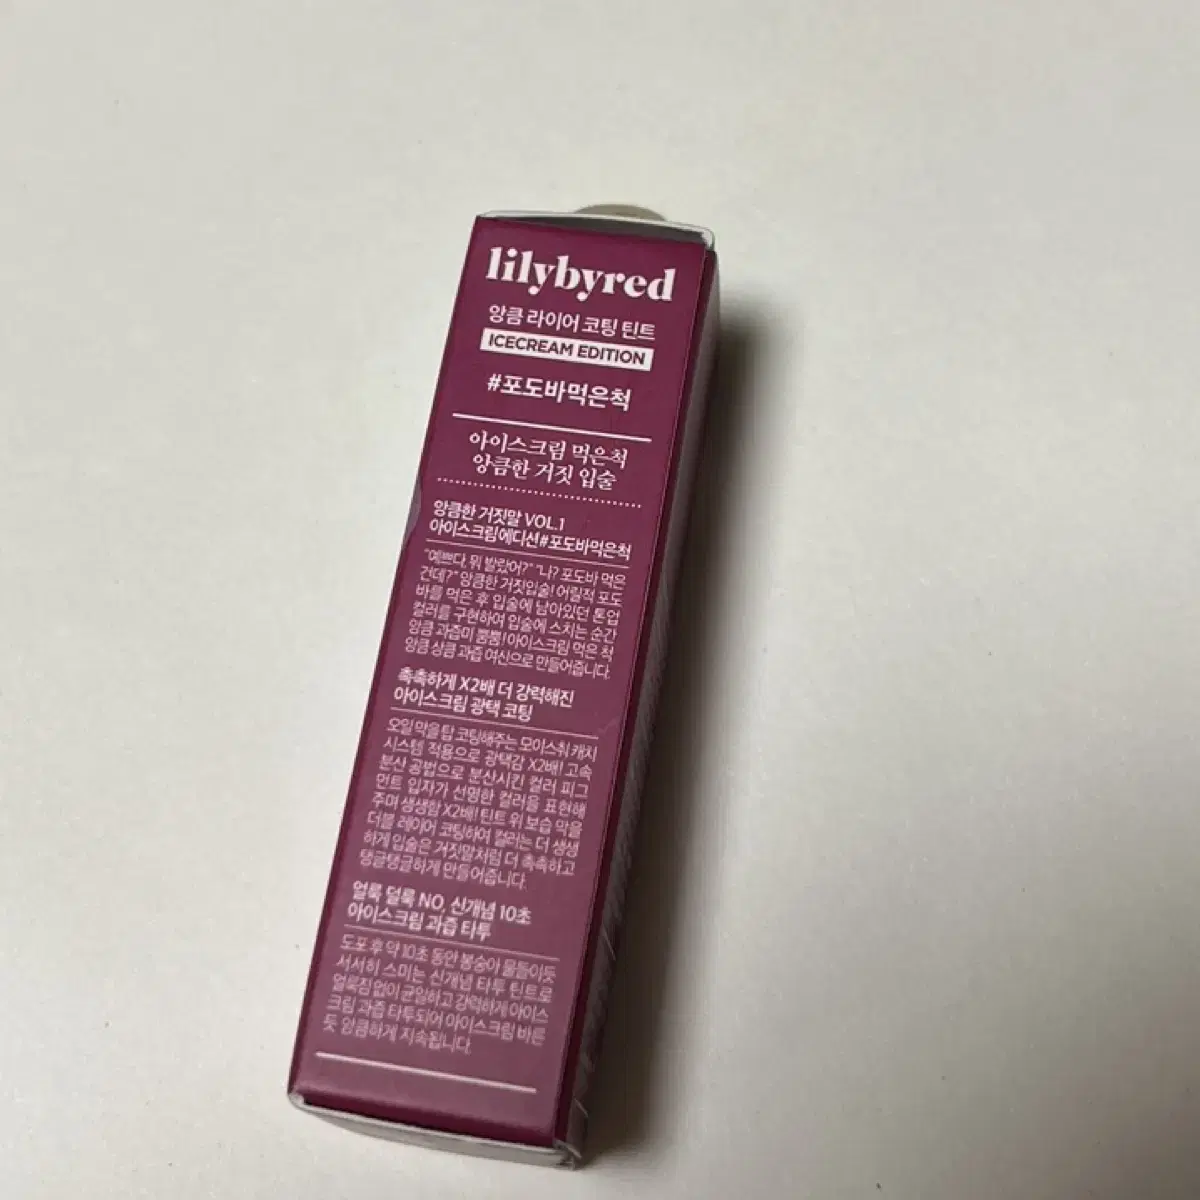 lilybyred
앙큼 라이어 코팅 틴트
ICECREAM EDITION
#포도바먹은척
아이스크림 먹은척
앙큼한 거짓 입술
앙큼한 거짓말 VOL.1
아이스크림에디션#포도바먹은척
"예쁘다, 뭐 발랐어?" "나? 포도바 먹은
건데?" 앙큼한 거짓입술! 어릴적 포도
바를 먹은 후 입술에 남아있던 톤업
컬러를 구현하여 입술에 스치는 순간
앙큼 과즙미 뿜뿜! 아이스크림 먹은 척
앙큼 상큼 과즙 여신으로 만들어줍니다.
촉촉하게 X2배 더 강력해진
아이스크림 광택 코팅
오일 막을 탑 코팅해주는 모이스춰 캐치
시스템 적용으로 광택감 X2배! 고속
분산 공법으로 분산시킨 컬러 피그
먼트 입자가 선명한 컬러을 표현해
주며 생생함 X2배! 틴트 위 보습 막을
더블 레이어 코팅하여 컬러는 더 생생
하게 입술은 거짓말처럼 더 촉촉하고
탱글탱글하게 만들어줍니다.
얼룩 덜룩 NO, 신개념 10초
아이스크림 과즙 타투
도포 후 약 10초 동안 봉숭아 물들이듯
서서히 스미는 신개념 타투 틴트로
얼룩짐 없이 균일하고 강력하게 아이스
크림 과즙 타투되어 아이스크림 바른
듯 앙큼하게 지속됩니다.